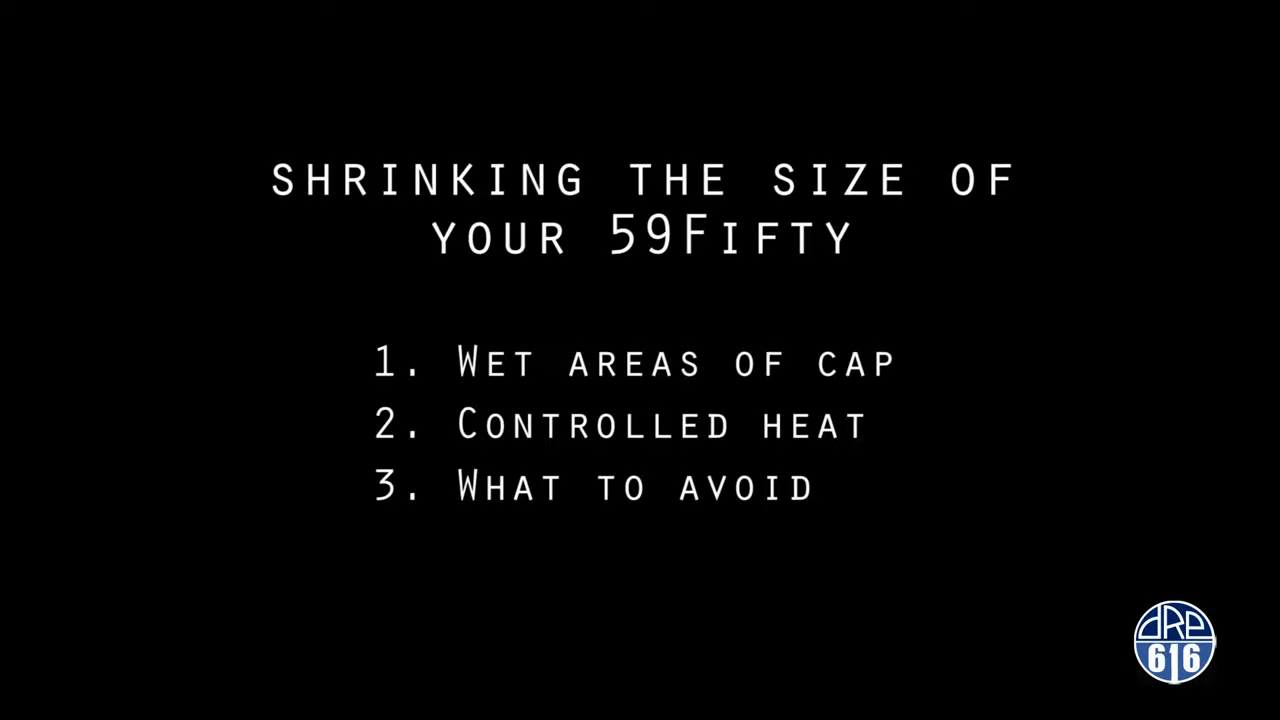 SHRINKING THE SIZE OF
YOUR 59FIFTY
1. WET AREAS OF CAP
2. CONTROLLED HEAT
3. WHAT TO AVOID
dRe
616